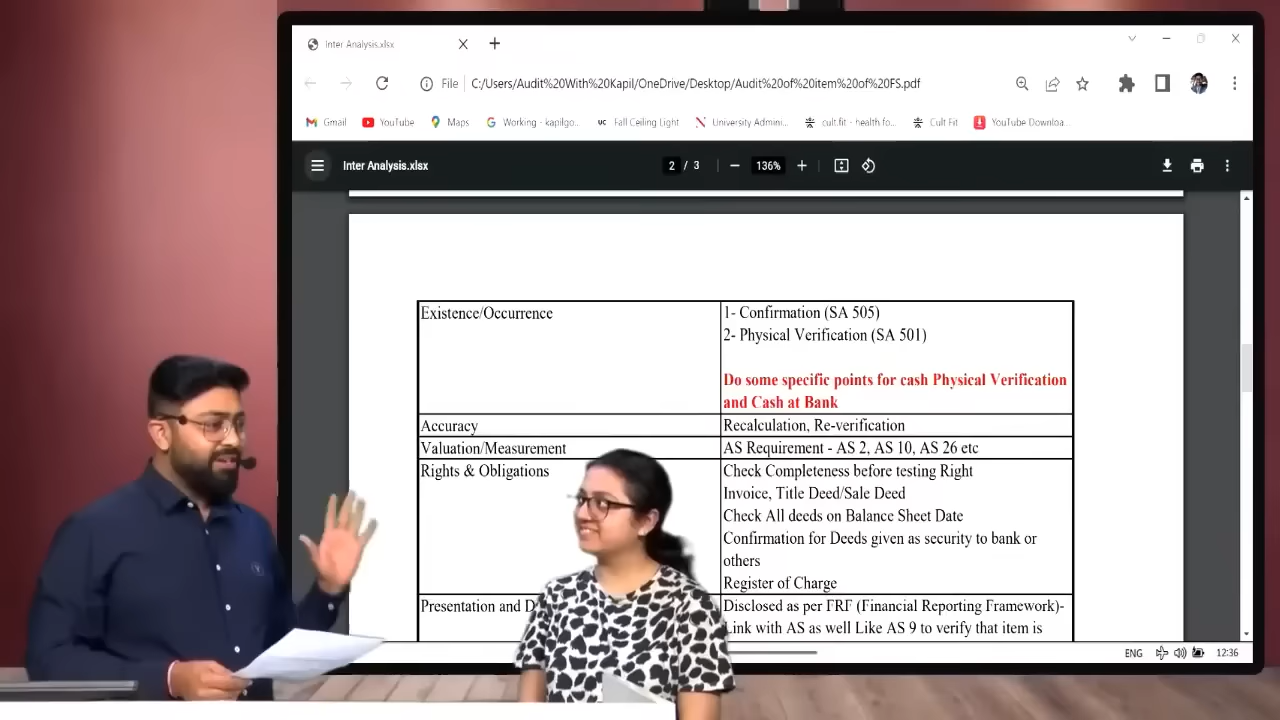 Inter Analysis.xlsx
File C:/Users/Audit%20With%20Kapil/OneDrive/Desktop/Audit%20of%20item%20of%20FS.pdf
Gmail YouTube Maps Working - kapilgo... UC Fall Ceiling Light University Admini... cult.fit - health fo... Cult Fit YouTube Downloa...
Inter Analysis.xlsx 2 / 3 136%
Existence/Occurrence 1- Confirmation (SA 505)
2- Physical Verification (SA 501)
Do some specific points for cash Physical Verification
and Cash at Bank
Accuracy Recalculation, Re-verification
Valuation/Measurement AS Requirement - AS 2, AS 10, AS 26 etc
Rights & Obligations Check Completeness before testing Right
Invoice, Title Deed/Sale Deed
Check All deeds on Balance Sheet Date
Confirmation for Deeds given as security to bank or
others
Register of Charge
Presentation and D Disclosed as per FRF (Financial Reporting Framework)-
Link with AS as well Like AS 9 to verify that item is
ENG 12:36